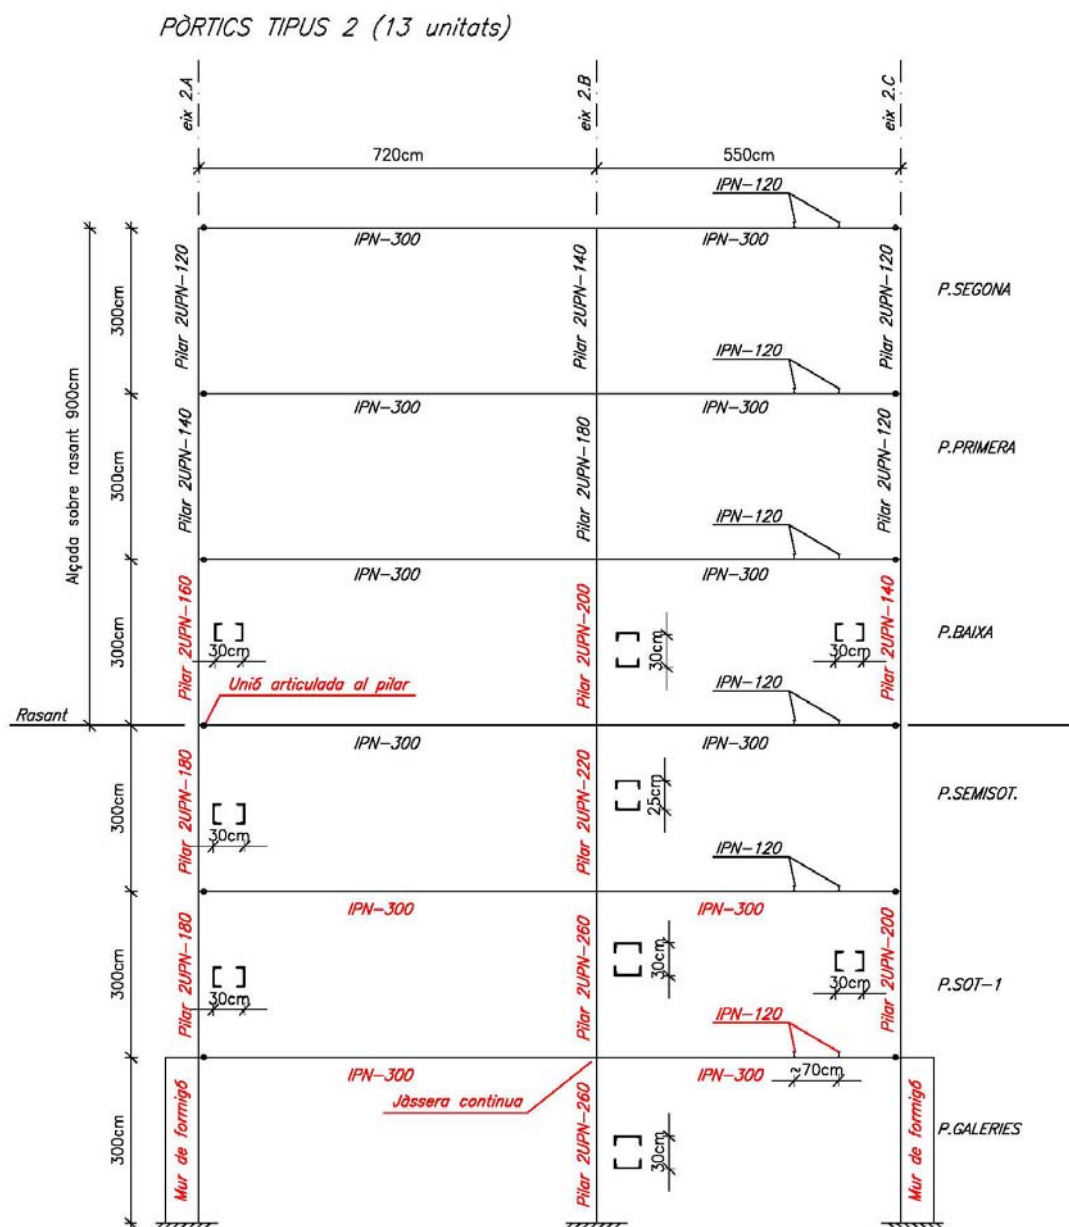 PÒRTICS TIPUS 2 (13 unitats)
eix 2.A
eix 2.B
eix 2.C
720cm
550cm
IPN-120
IPN-300
IPN-300
Pilar 2UPN-120
Pilar 2UPN-140
Pilar 2UPN-120
300cm
P.SEGONA
IPN-120
Alçada sobre rasant 900cm
IPN-300
IPN-300
Pilar 2UPN-140
Pilar 2UPN-180
Pilar 2UPN-120
300cm
P.PRIMERA
IPN-120
IPN-300
IPN-300
Pilar 2UPN-160
Pilar 2UPN-200
Pilar 2UPN-140
300cm
30cm
30cm
30cm
P.BAIXA
Unió articulada al pilar
IPN-120
Rasant
IPN-300
IPN-300
Pilar 2UPN-180
Pilar 2UPN-220
300cm
30cm
25cm
P.SEMISOT.
IPN-120
IPN-300
IPN-300
Pilar 2UPN-180
Pilar 2UPN-260
Pilar 2UPN-200
300cm
30cm
30cm
30cm
P.SOT-1
IPN-120
IPN-300
IPN-300
~70cm
Jàssera continua
Mur de formigó
Pilar 2UPN-260
Mur de formigó
300cm
30cm
P.GALERIES